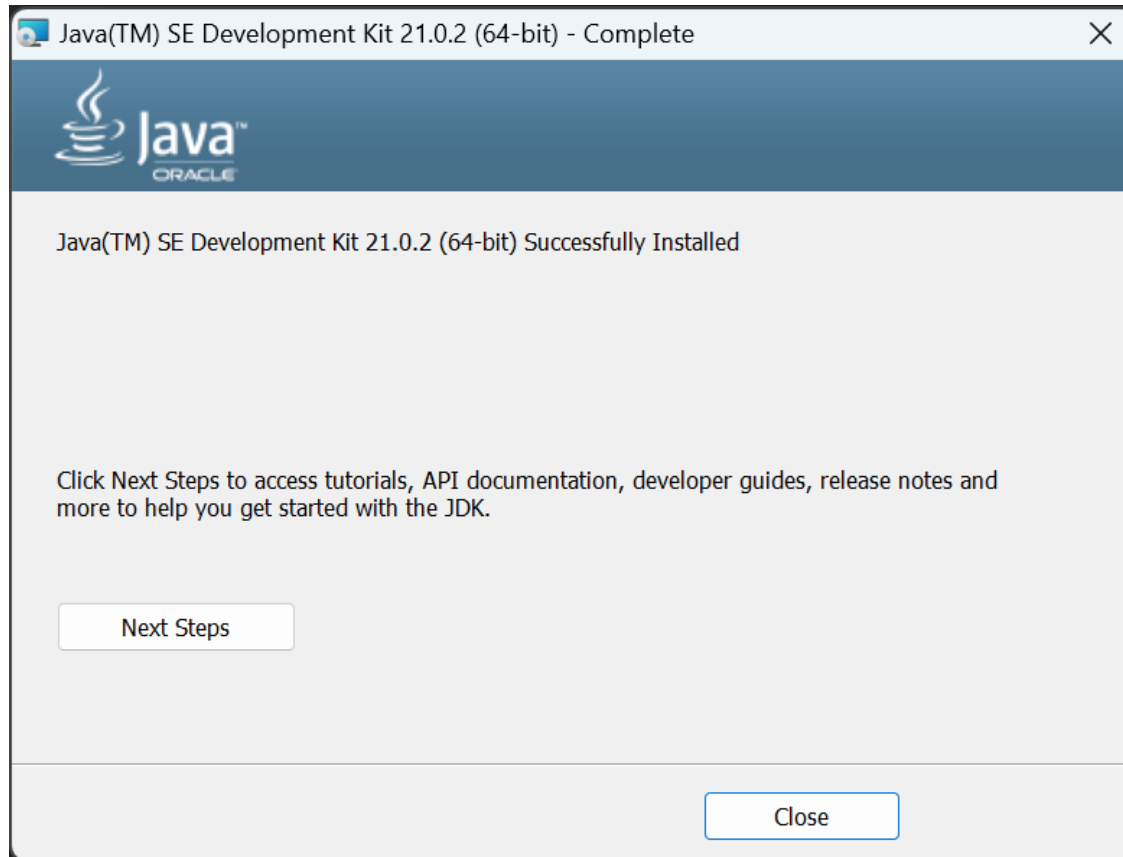 Java(TM) SE Development Kit 21.0.2 (64-bit) - Complete
Java™
ORACLE
Java(TM) SE Development Kit 21.0.2 (64-bit) Successfully Installed
Click Next Steps to access tutorials, API documentation, developer guides, release notes and
more to help you get started with the JDK.
Next Steps
Close